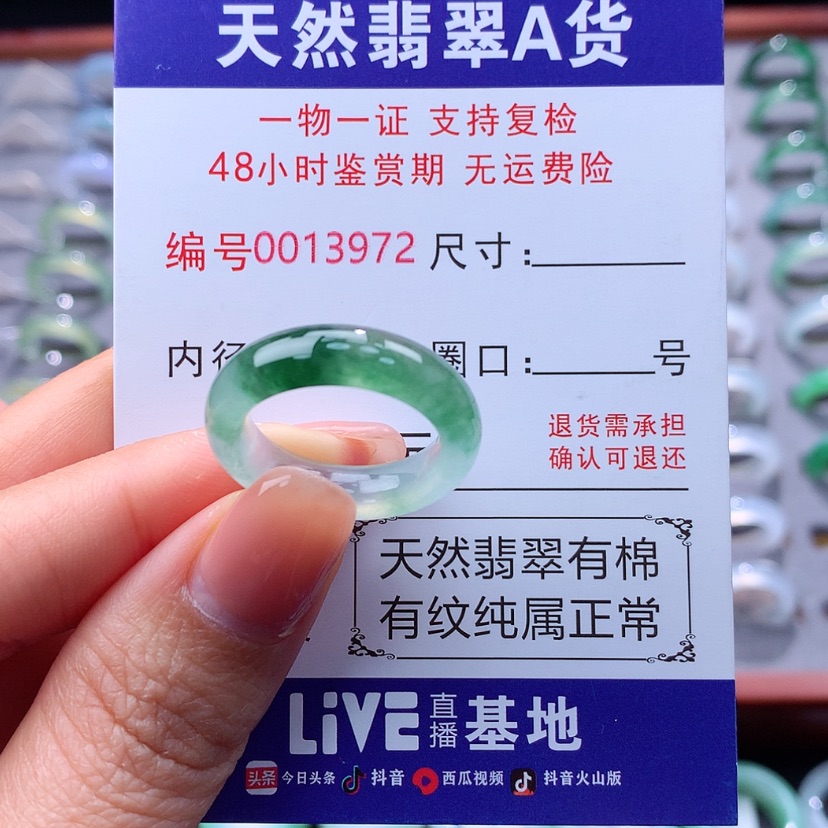 天然翡翠A货
一物一证 支持复检
48小时鉴赏期 无运费险
编号0013972 尺寸:
内径 圈口: 号
元 退货需承担
确认可退还
天然翡翠有棉
有纹纯属正常
LiVE直播基地
头条 今日头条 抖音 西瓜视频 抖音火山版